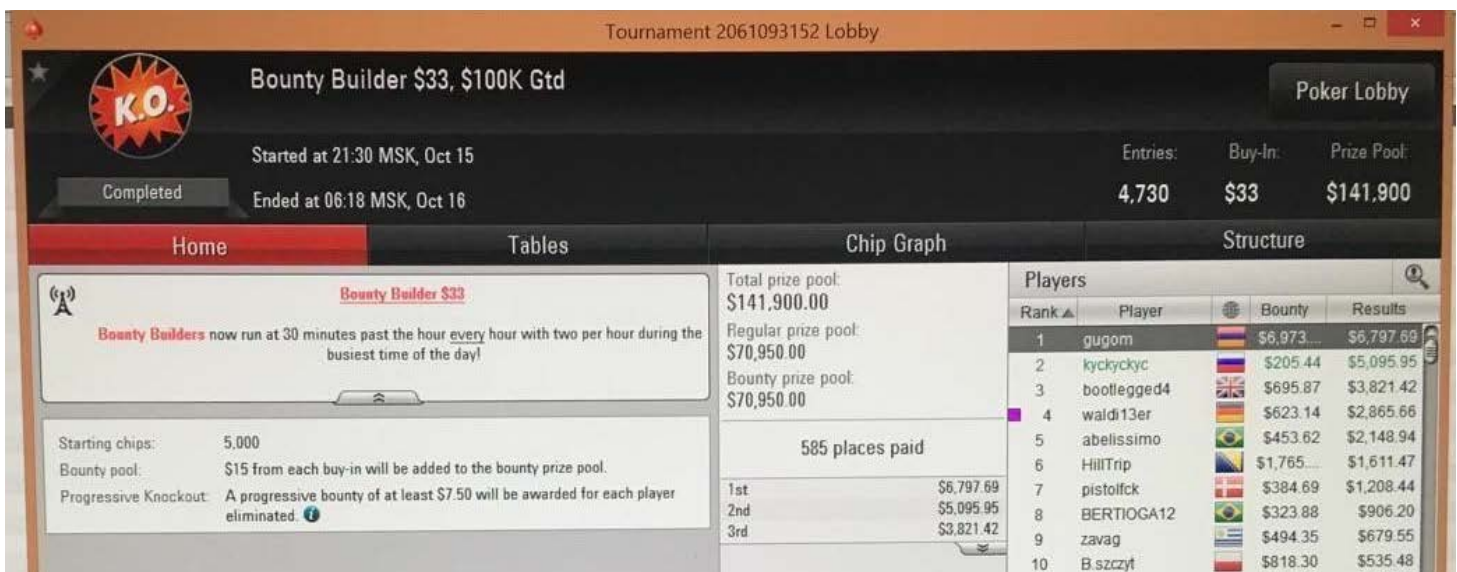 Tournament 2061093152 Lobby
K.O.
Bounty Builder $33, $100K Gtd
Poker Lobby
Started at 21:30 MSK, Oct 15
Entries: Buy-In: Prize Pool:
Completed
Ended at 06:18 MSK, Oct 16
4,730 $33 $141,900
Home Tables Chip Graph Structure
Bounty Builder $33
Bounty Builders now run at 30 minutes past the hour every hour with two per hour during the
busiest time of the day!
Starting chips: 5,000
Bounty pool: $15 from each buy-in will be added to the bounty prize pool.
Progressive Knockout: A progressive bounty of at least $7.50 will be awarded for each player
eliminated.
Total prize pool:
$141,900.00
Regular prize pool:
$70,950.00
Bounty prize pool:
$70,950.00
585 places paid
1st $6,797.69
2nd $5,095.95
3rd $3,821.42
Players
Rank Player Bounty Results
1 gugom $6,973.... $6,797.69
2 kyckyckyc $205.44 $5,095.95
3 bootlegged4 $695.87 $3,821.42
4 waldi13er $623.14 $2,865.66
5 abelissimo $453.62 $2,148.94
6 HillTrip $1,765.... $1,611.47
7 pistolfck $384.69 $1,208.44
8 BERTIOGA12 $323.88 $906.20
9 zavag $494.35 $679.55
10 B.szczyt $818.30 $535.48